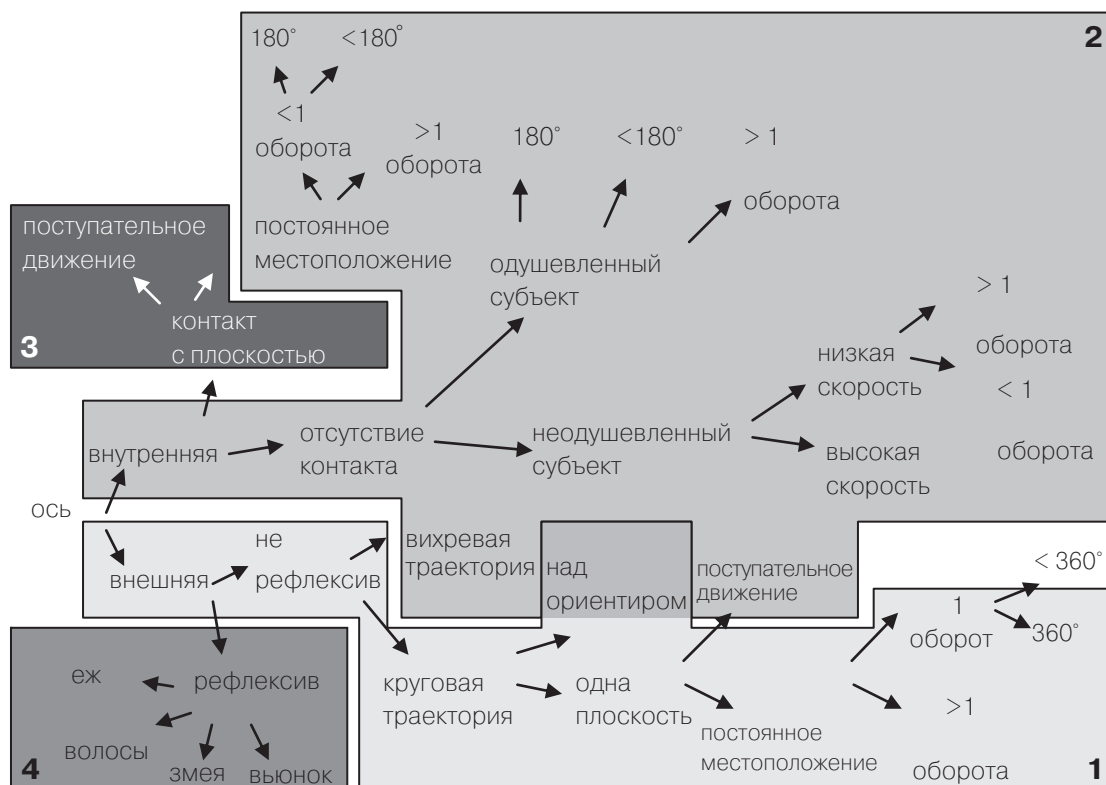 180° <180° 2
<1
оборота
>1
оборота
180° <180° > 1
оборота
постоянное
местоположение
поступательное
движение
одушевленный
субъект
контакт
с плоскостью
3
> 1
оборота
низкая
скорость
< 1
оборота
отсутствие
контакта
неодушевленный
субъект
внутренняя
высокая
скорость
ось
не
рефлексив
внешняя
вихревая
траектория
над
ориентиром
поступательное
движение
< 360°
1
оборот
360°
еж
рефлексив
круговая
траектория
одна
плоскость
>1
оборота
постоянное
местоположение
волосы
змея
вьюнок
4
1